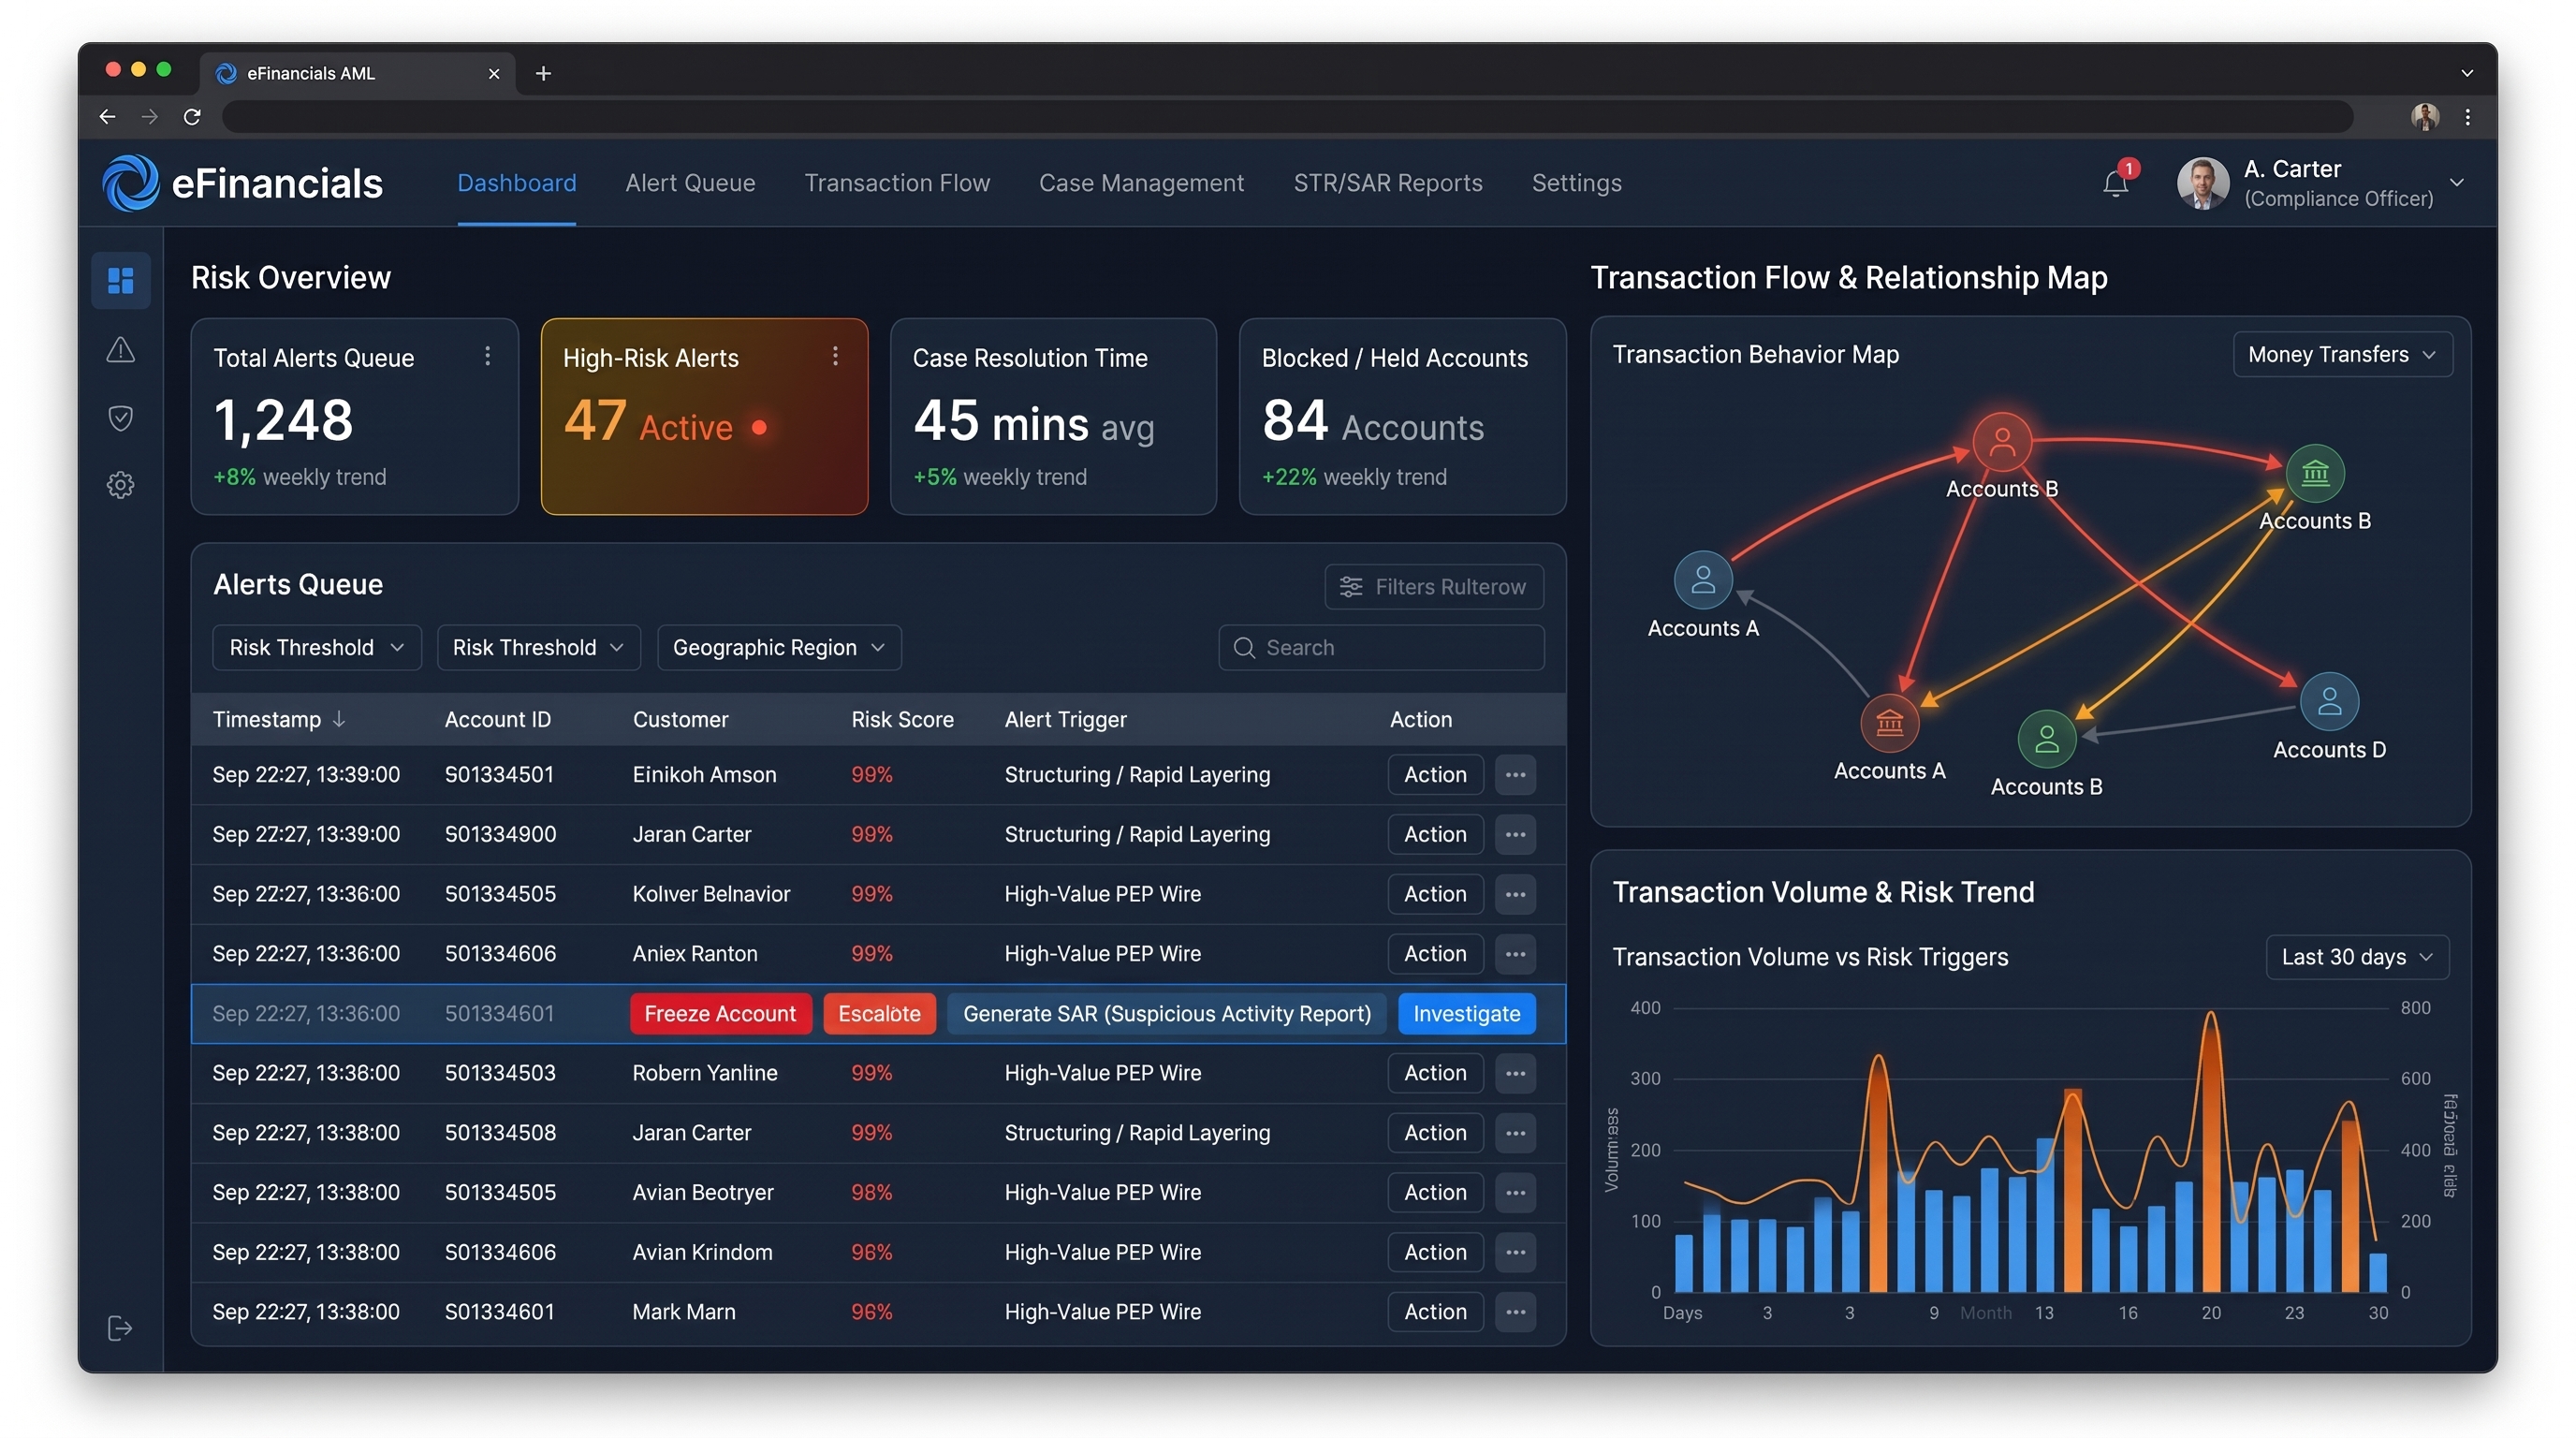 eFinancials AML
eFinancials
Dashboard
Alert Queue
Transaction Flow
Case Management
STR/SAR Reports
Settings
1
A. Carter
(Compliance Officer)
Risk Overview
Total Alerts Queue
1,248
+8% weekly trend
High-Risk Alerts
47 Active
Case Resolution Time
45 mins avg
+5% weekly trend
Blocked / Held Accounts
84 Accounts
+22% weekly trend
Alerts Queue
Filters Rulterow
Risk Threshold
Risk Threshold
Geographic Region
Search
Timestamp Account ID Customer Risk Score Alert Trigger Action
Sep 22:27, 13:39:00 S01334501 Einikoh Amson 99% Structuring / Rapid Layering Action
Sep 22:27, 13:39:00 S01334900 Jaran Carter 99% Structuring / Rapid Layering Action
Sep 22:27, 13:36:00 S01334505 Kolıver Belnavior 99% High-Value PEP Wire Action
Sep 22:27, 13:36:00 501334606 Aniex Ranton 99% High-Value PEP Wire Action
Sep 22:27, 13:36:00 501334601 Freeze Account Escalote Generate SAR (Suspicious Activity Report) Investigate
Sep 22:27, 13:36:00 501334503 Robern Yanline 99% High-Value PEP Wire Action
Sep 22:27, 13:38:00 501334508 Jaran Carter 99% Structuring / Rapid Layering Action
Sep 22:27, 13:38:00 501334505 Avian Beotryer 98% High-Value PEP Wire Action
Sep 22:27, 13:38:00 S01334606 Avian Krindom 96% High-Value PEP Wire Action
Sep 22:27, 13:38:00 S01334601 Mark Marn 96% High-Value PEP Wire Action
Transaction Flow & Relationship Map
Transaction Behavior Map
Money Transfers
Accounts B
Accounts B
Accounts A
Accounts A
Accounts B
Accounts D
Transaction Volume & Risk Trend
Transaction Volume vs Risk Triggers
Last 30 days
400 800
300 600
200 400
100 200
0 0
Days 3 3 9 Month 13 16 20 23 30